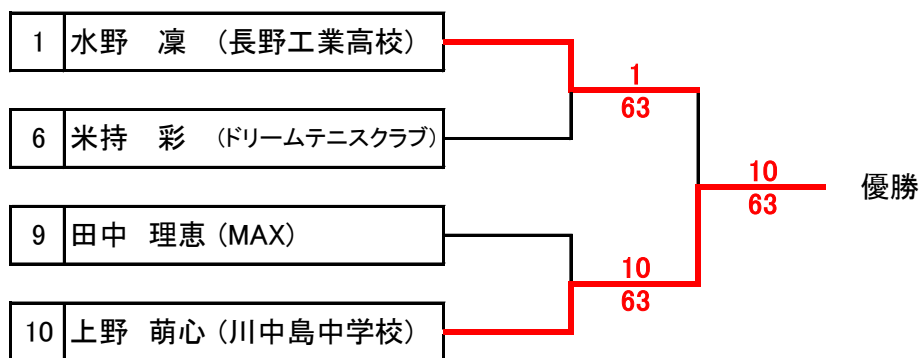 1 水野 凜 (長野工業高校)
1
63
6 米持 彩 (ドリームテニスクラブ)
10
63
優勝
9 田中 理恵 (MAX)
10
63
10 上野 萌心 (川中島中学校)